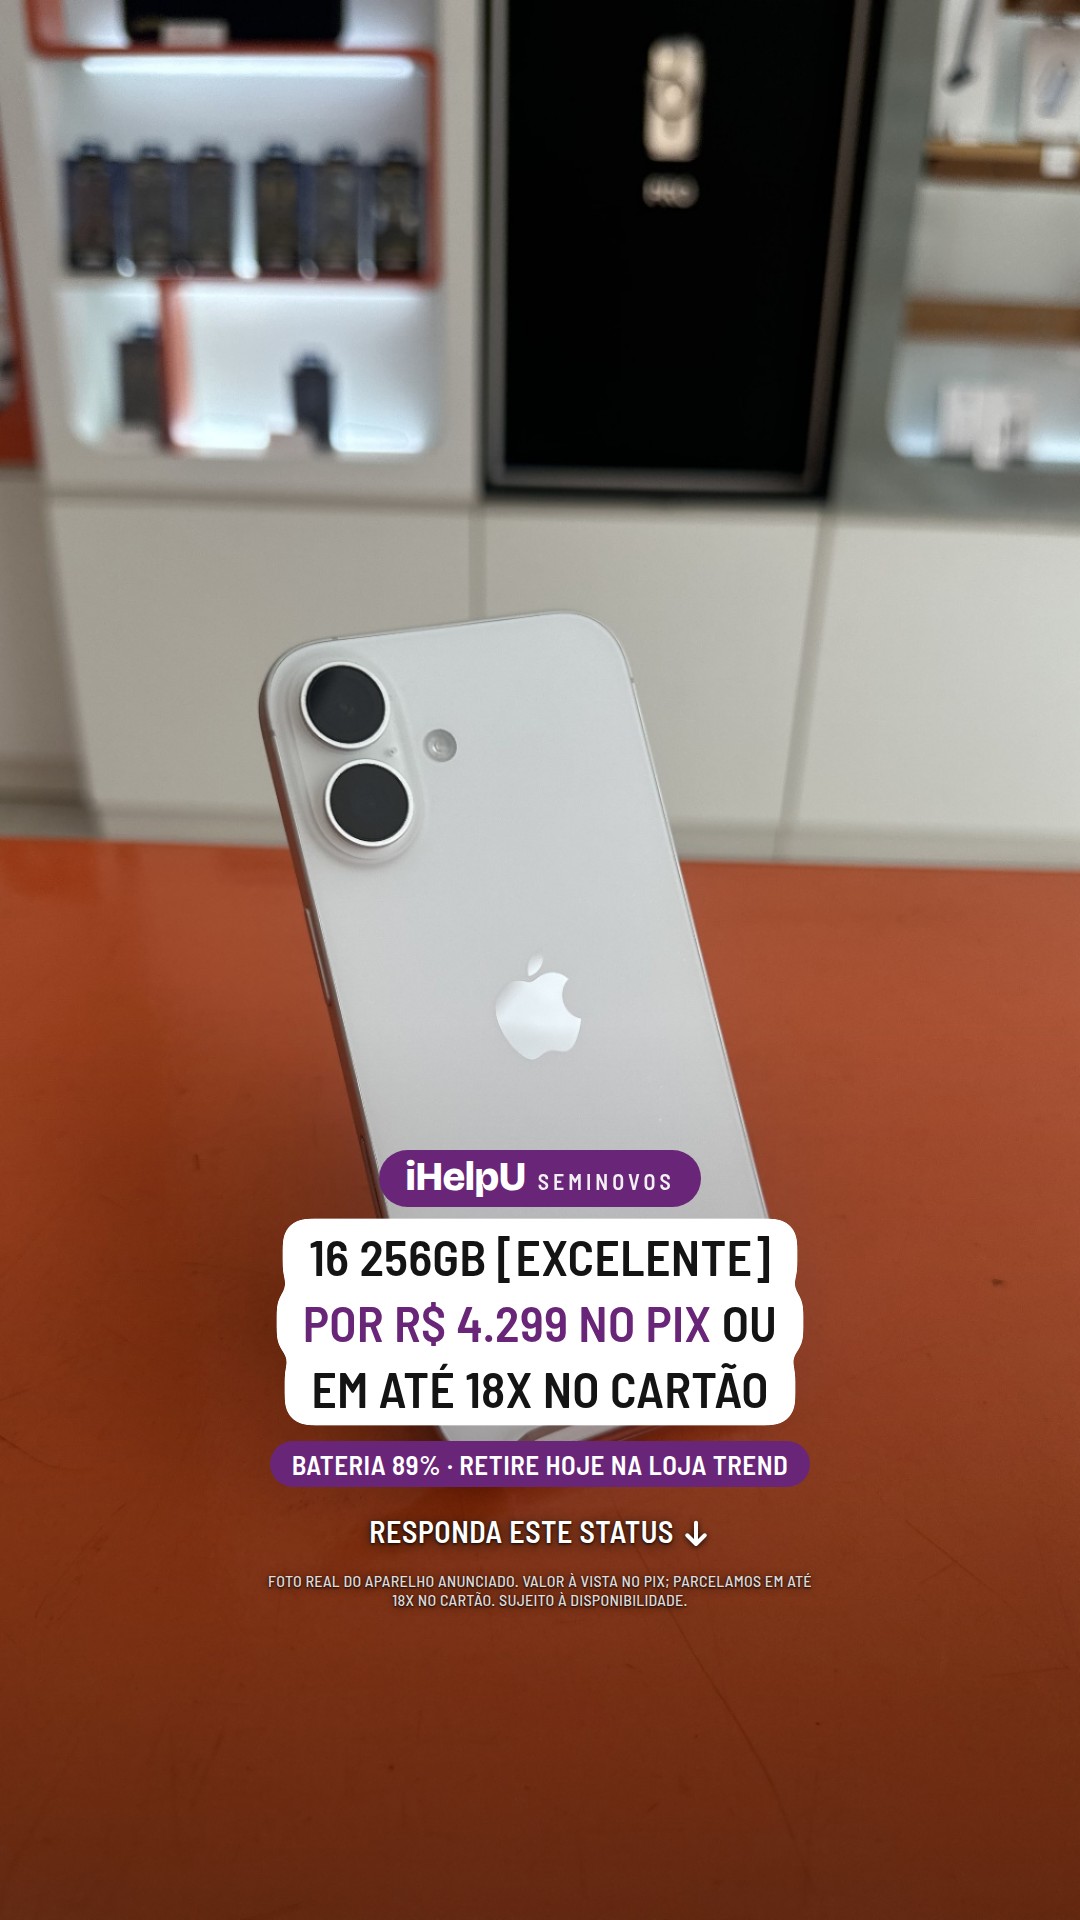 PRO
iHelpU SEMINOVOS
16 256GB [EXCELENTE]
POR R$ 4.299 NO PIX OU
EM ATÉ 18X NO CARTÃO
BATERIA 89% · RETIRE HOJE NA LOJA TREND
RESPONDA ESTE STATUS ↓
FOTO REAL DO APARELHO ANUNCIADO. VALOR À VISTA NO PIX; PARCELAMOS EM ATÉ
18X NO CARTÃO. SUJEITO À DISPONIBILIDADE.